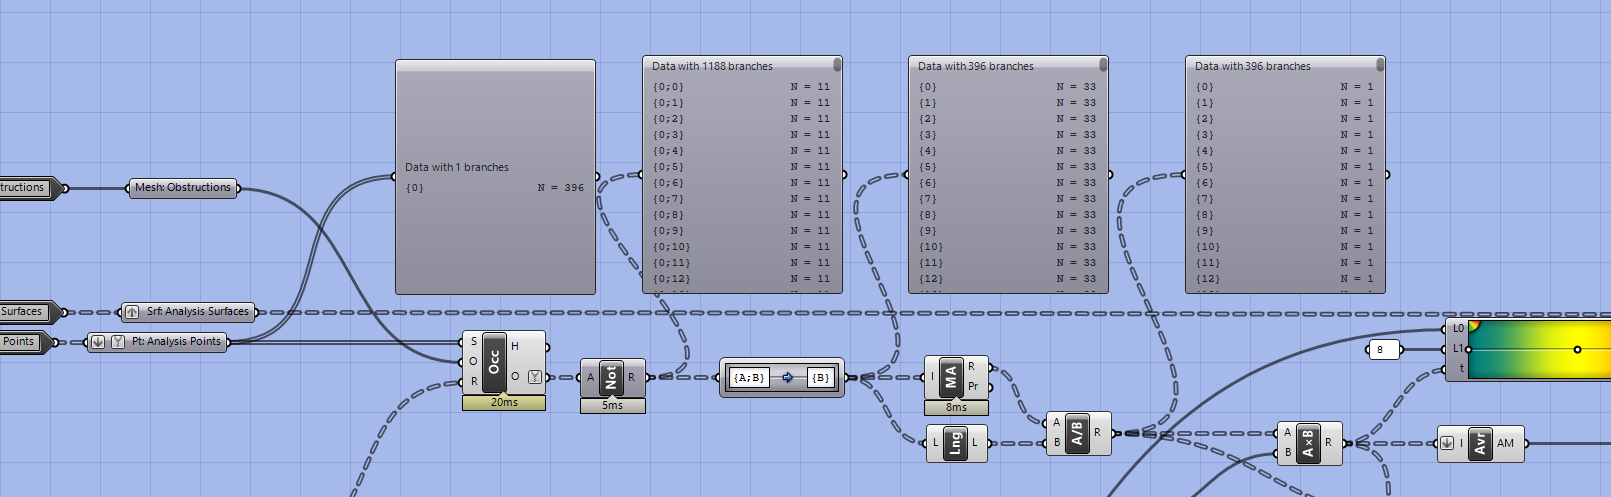 Data with 1 branches
{0} N = 396
Data with 1188 branches
{0;0} N = 11
{0;1} N = 11
{0;2} N = 11
{0;3} N = 11
{0;4} N = 11
{0;5} N = 11
{0;6} N = 11
{0;7} N = 11
{0;8} N = 11
{0;9} N = 11
{0;10} N = 11
{0;11} N = 11
{0;12} N = 11
Data with 396 branches
{0} N = 33
{1} N = 33
{2} N = 33
{3} N = 33
{4} N = 33
{5} N = 33
{6} N = 33
{7} N = 33
{8} N = 33
{9} N = 33
{10} N = 33
{11} N = 33
{12} N = 33
Data with 396 branches
{0} N = 1
{1} N = 1
{2} N = 1
{3} N = 1
{4} N = 1
{5} N = 1
{6} N = 1
{7} N = 1
{8} N = 1
{9} N = 1
{10} N = 1
{11} N = 1
{12} N = 1
tructions
Mesh: Obstructions
Surfaces
Srf: Analysis Surfaces
Points
Pt: Analysis Points
S
O
R
Occ
H
O
20ms
A
Not
R
5ms
{A;B}
{B}
I
MA
R
Pr
8ms
L
Lng
L
A
B
A/B
R
A
B
A×B
R
8
L0
L1
t
I
Avr
AM